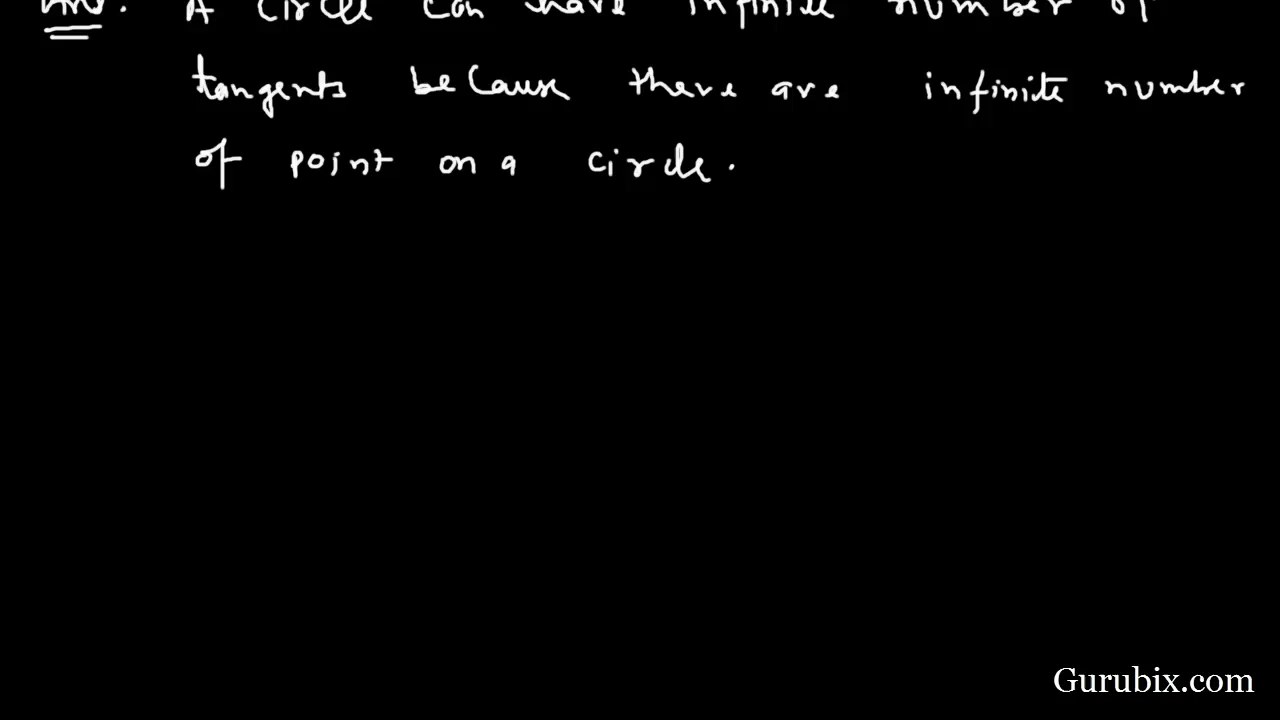 Ans. A circle can have infinite number of
tangents because there are infinite number
of point on a circle.
Gurubix.com